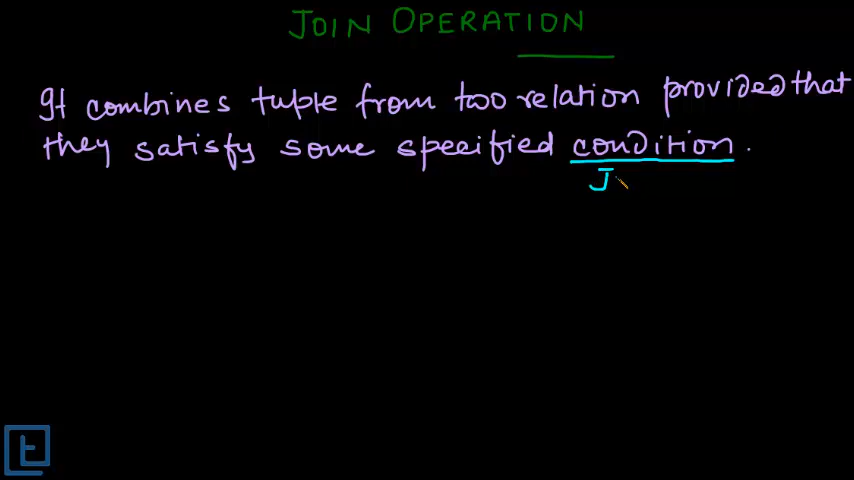 JOIN OPERATION
It combines tuple from two relation provided that
they satisfy some specified condition.
J